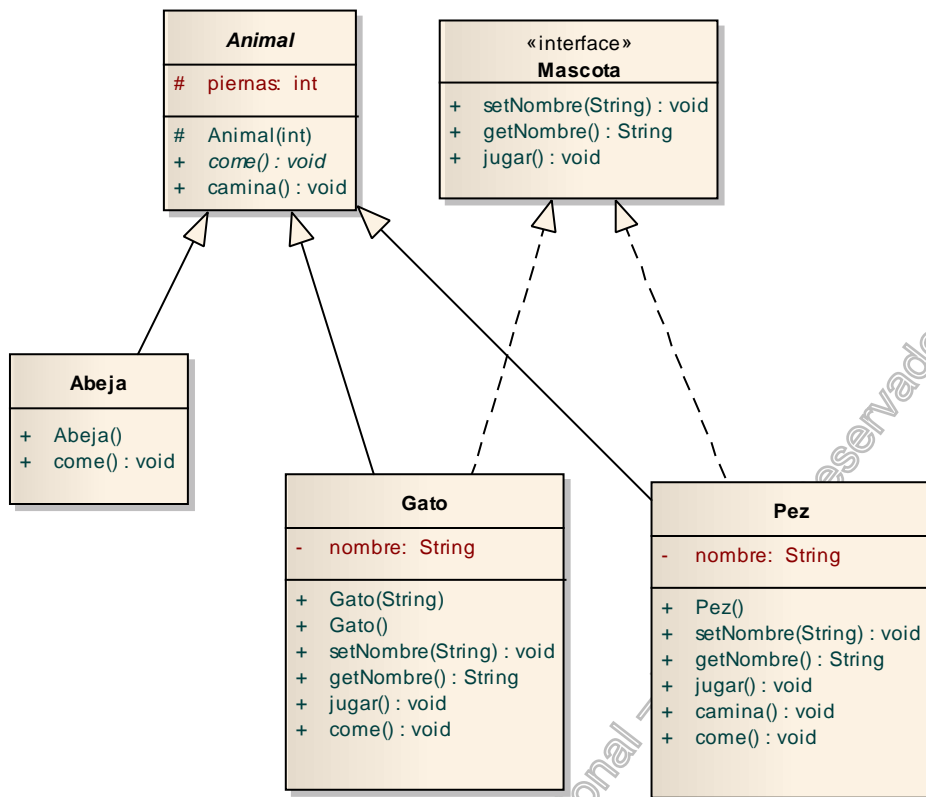 Animal
# piernas: int
# Animal(int)
+ come() : void
+ camina() : void
«interface»
Mascota
+ setNombre(String) : void
+ getNombre() : String
+ jugar() : void
Abeja
+ Abeja()
+ come() : void
Gato
- nombre: String
+ Gato(String)
+ Gato()
+ setNombre(String) : void
+ getNombre() : String
+ jugar() : void
+ come() : void
Pez
- nombre: String
+ Pez()
+ setNombre(String) : void
+ getNombre() : String
+ jugar() : void
+ camina() : void
+ come() : void